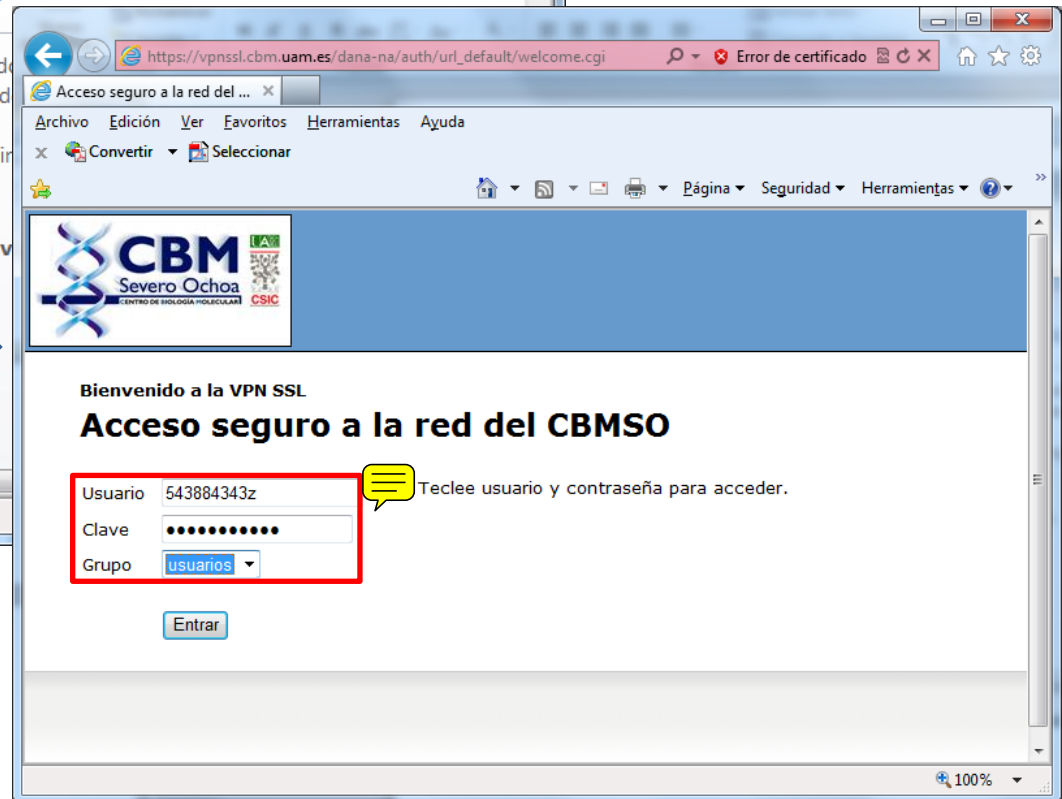 https://vpnssl.cbm.uam.es/dana-na/auth/url_default/welcome.cgi Error de certificado
Acceso seguro a la red del ...
Archivo Edición Ver Favoritos Herramientas Ayuda
x Convertir Seleccionar
Página Seguridad Herramientas
CBM
Severo Ochoa
CENTRO DE BIOLOGÍA MOLECULAR
CSIC
Bienvenido a la VPN SSL
Acceso seguro a la red del CBMSO
Usuario 543884343z
Teclee usuario y contraseña para acceder.
Clave •••••••••••
Grupo usuarios
Entrar
100%